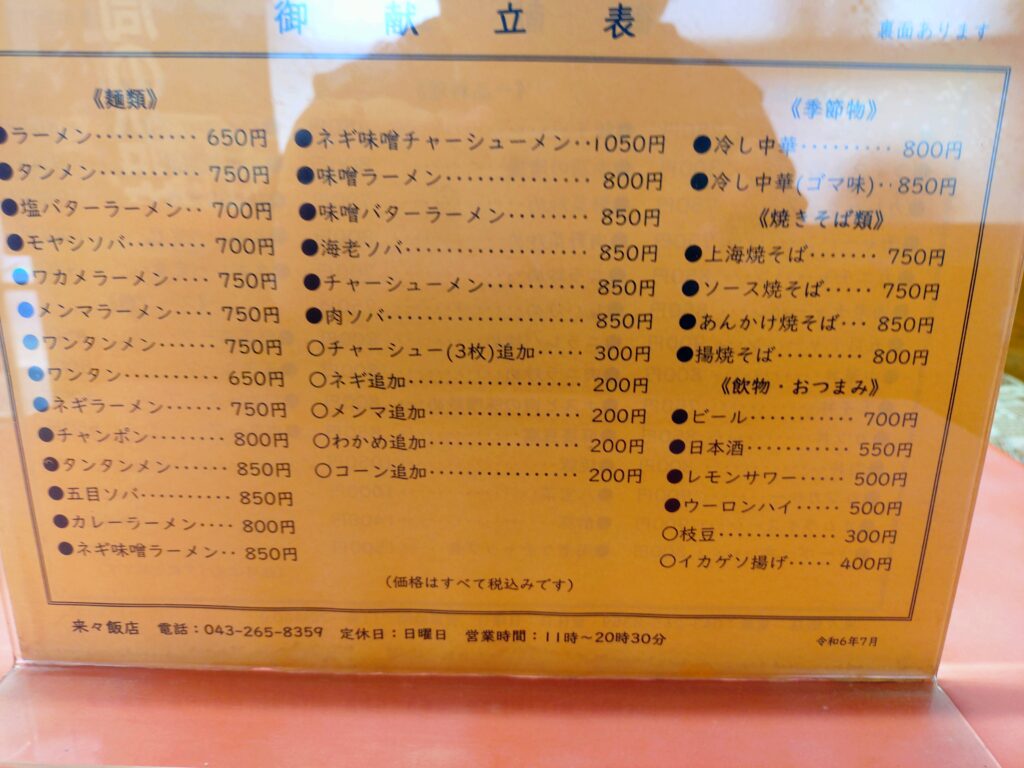 御献立表
裏面あります
《麺類》
●ラーメン・・・・・・・・・・ 650円
●タンメン・・・・・・・・・・ 750円
●塩バターラーメン・・ 700円
●モヤシソバ・・・・・・・・ 700円
●ワカメラーメン・・・・・ 750円
●メンマラーメン・・・・・ 750円
●ワンタンメン・・・・・・・ 750円
●ワンタン・・・・・・・・・・ 650円
●ネギラーメン・・・・・・・ 750円
●チャンポン・・・・・・・・ 800円
●タンタンメン・・・・・・ 850円
●五目ソバ・・・・・・・・・・ 850円
●カレーラーメン・・・・ 800円
●ネギ味噌ラーメン・・ 850円
●ネギ味噌チャーシューメン・・1050円
●味噌ラーメン・・・・・・・・・・・・・・・ 800円
●味噌バターラーメン・・・・・・・・ 850円
●海老ソバ・・・・・・・・・・・・・・・・・・ 850円
●チャーシューメン・・・・・・・・・・ 850円
●肉ソバ・・・・・・・・・・・・・・・・・・・・ 850円
○チャーシュー(3枚)追加・・・・・ 300円
○ネギ追加・・・・・・・・・・・・・・・・・・ 200円
○メンマ追加・・・・・・・・・・・・・・・・ 200円
○わかめ追加・・・・・・・・・・・・・・・・ 200円
○コーン追加・・・・・・・・・・・・・・・・ 200円
《季節物》
●冷し中華・・・・・・・・・ 800円
●冷し中華(ゴマ味)・・850円
《焼きそば類》
●上海焼そば・・・・・・・ 750円
●ソース焼そば・・・・・ 750円
●あんかけ焼そば・・・ 850円
●揚焼そば・・・・・・・・・ 800円
《飲物・おつまみ》
●ビール・・・・・・・・・・・・ 700円
●日本酒・・・・・・・・・・・・ 550円
●レモンサワー・・・・・・ 500円
●ウーロンハイ・・・・・ 500円
○枝豆・・・・・・・・・・・・・ 300円
○イカゲソ揚げ・・・・・ 400円
（価格はすべて税込みです）
来々飯店　電話：043-265-8359　定休日：日曜日　営業時間：11時～20時30分
令和6年7月